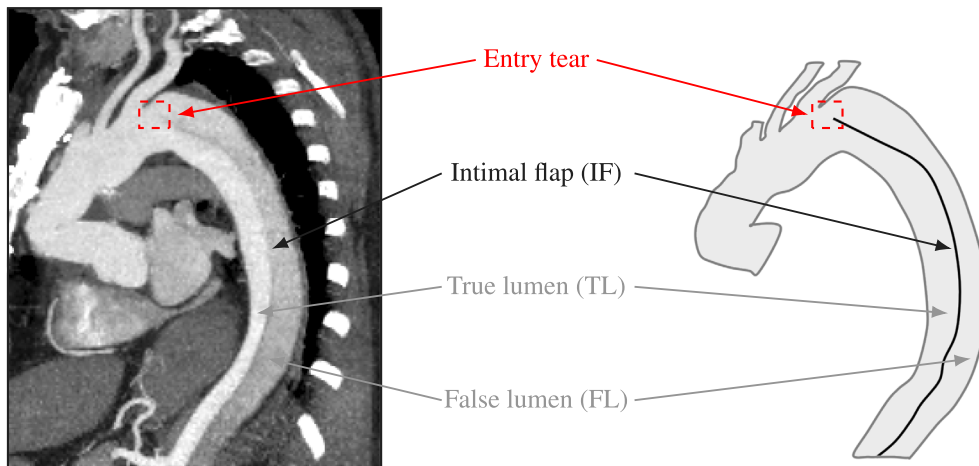 Entry tear
Intimal flap (IF)
True lumen (TL)
False lumen (FL)